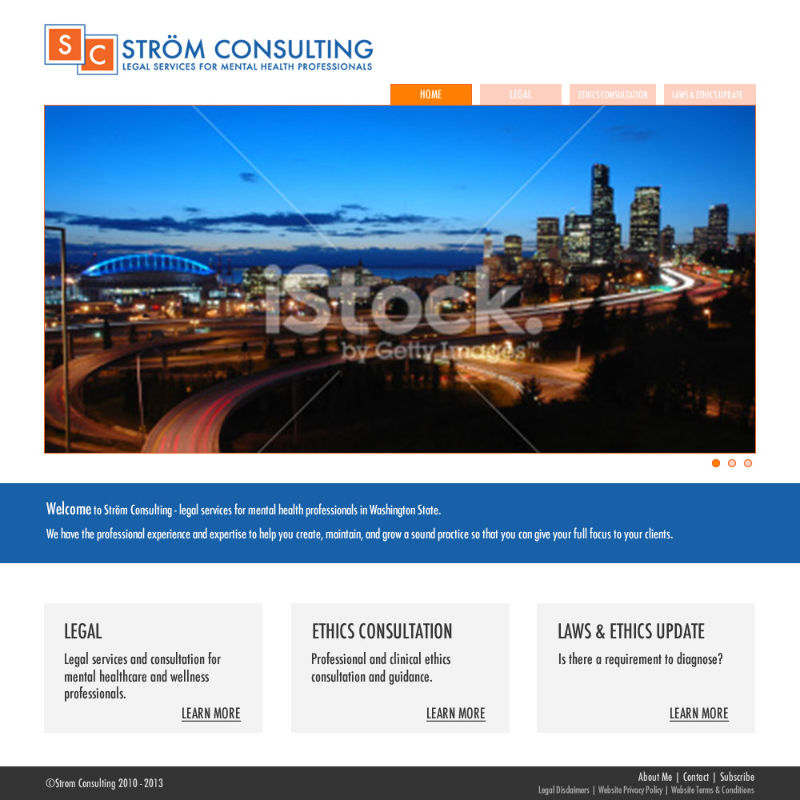 S C
STRÖM CONSULTING
LEGAL SERVICES FOR MENTAL HEALTH PROFESSIONALS
HOME LEGAL ETHICS CONSULTATION LAWS & ETHICS UPDATE
iStock.
by Getty Images™
Welcome to Ström Consulting - legal services for mental health professionals in Washington State.
We have the professional experience and expertise to help you create, maintain, and grow a sound practice so that you can give your full focus to your clients.
LEGAL
Legal services and consultation for
mental healthcare and wellness
professionals.
LEARN MORE
ETHICS CONSULTATION
Professional and clinical ethics
consultation and guidance.
LEARN MORE
LAWS & ETHICS UPDATE
Is there a requirement to diagnose?
LEARN MORE
©Strom Consulting 2010 - 2013
About Me | Contact | Subscribe
Legal Disclaimers | Website Privacy Policy | Website Terms & Conditions